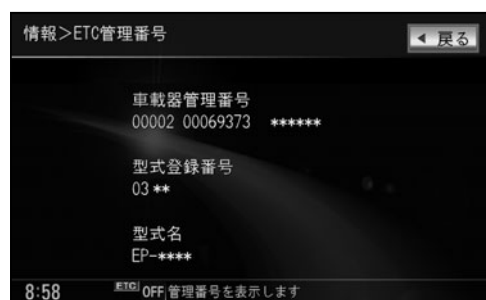 情報＞ETC管理番号
◀ 戻る
車載器管理番号
00002 00069373 ******
型式登録番号
03 **
型式名
EP-****
8:58 ETC OFF 管理番号を表示します